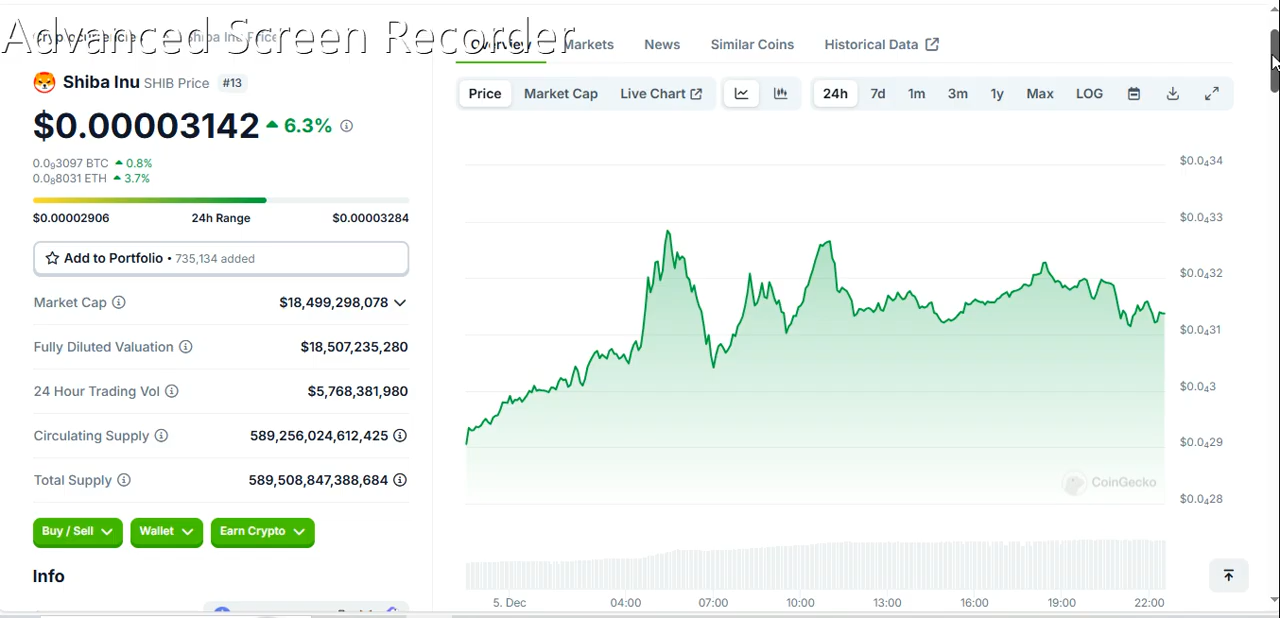 Advanced Screen Recorder
Cryptocurrencies Shiba Inu Price
Overview Markets News Similar Coins Historical Data
Shiba Inu SHIB Price #13
Price Market Cap Live Chart 24h 7d 1m 3m 1y Max LOG
$0.00003142 6.3%
0.0₉3097 BTC 0.8%
0.0₈8031 ETH 3.7%
$0.00002906 24h Range $0.00003284
Add to Portfolio • 735,134 added
Market Cap $18,499,298,078
Fully Diluted Valuation $18,507,235,280
24 Hour Trading Vol $5,768,381,980
Circulating Supply 589,256,024,612,425
Total Supply 589,508,847,388,684
Buy / Sell Wallet Earn Crypto
Info
$0.0₄34
$0.0₄33
$0.0₄32
$0.0₄31
$0.0₄3
$0.0₄29
$0.0₄28
CoinGecko
5. Dec 04:00 07:00 10:00 13:00 16:00 19:00 22:00